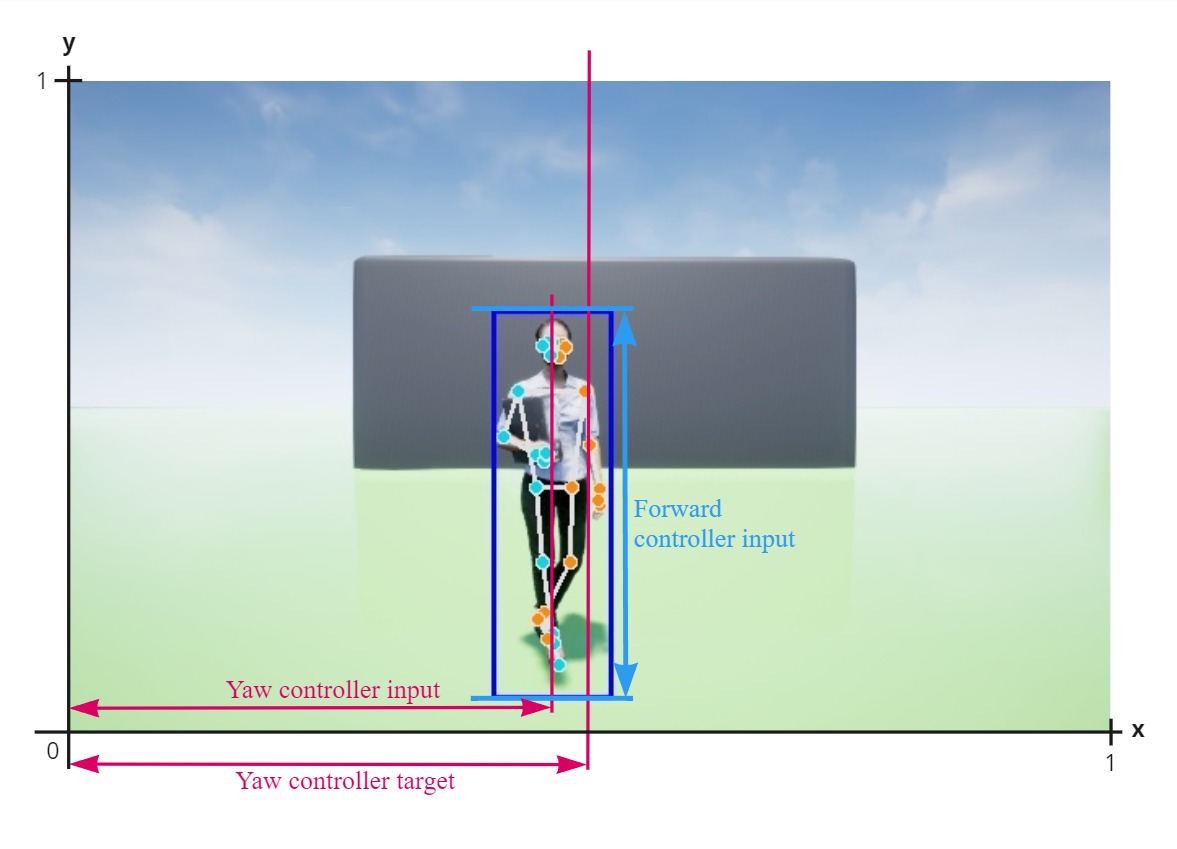 y
1
Forward
controller input
Yaw controller input
x
0
1
Yaw controller target